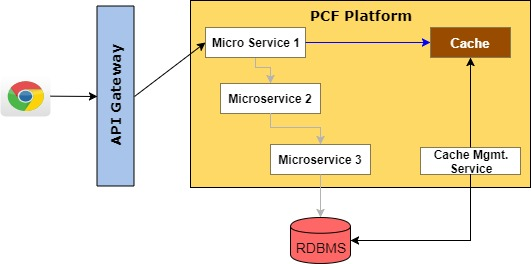 PCF Platform
API Gateway
Micro Service 1
Cache
Microservice 2
Microservice 3
Cache Mgmt.
Service
RDBMS